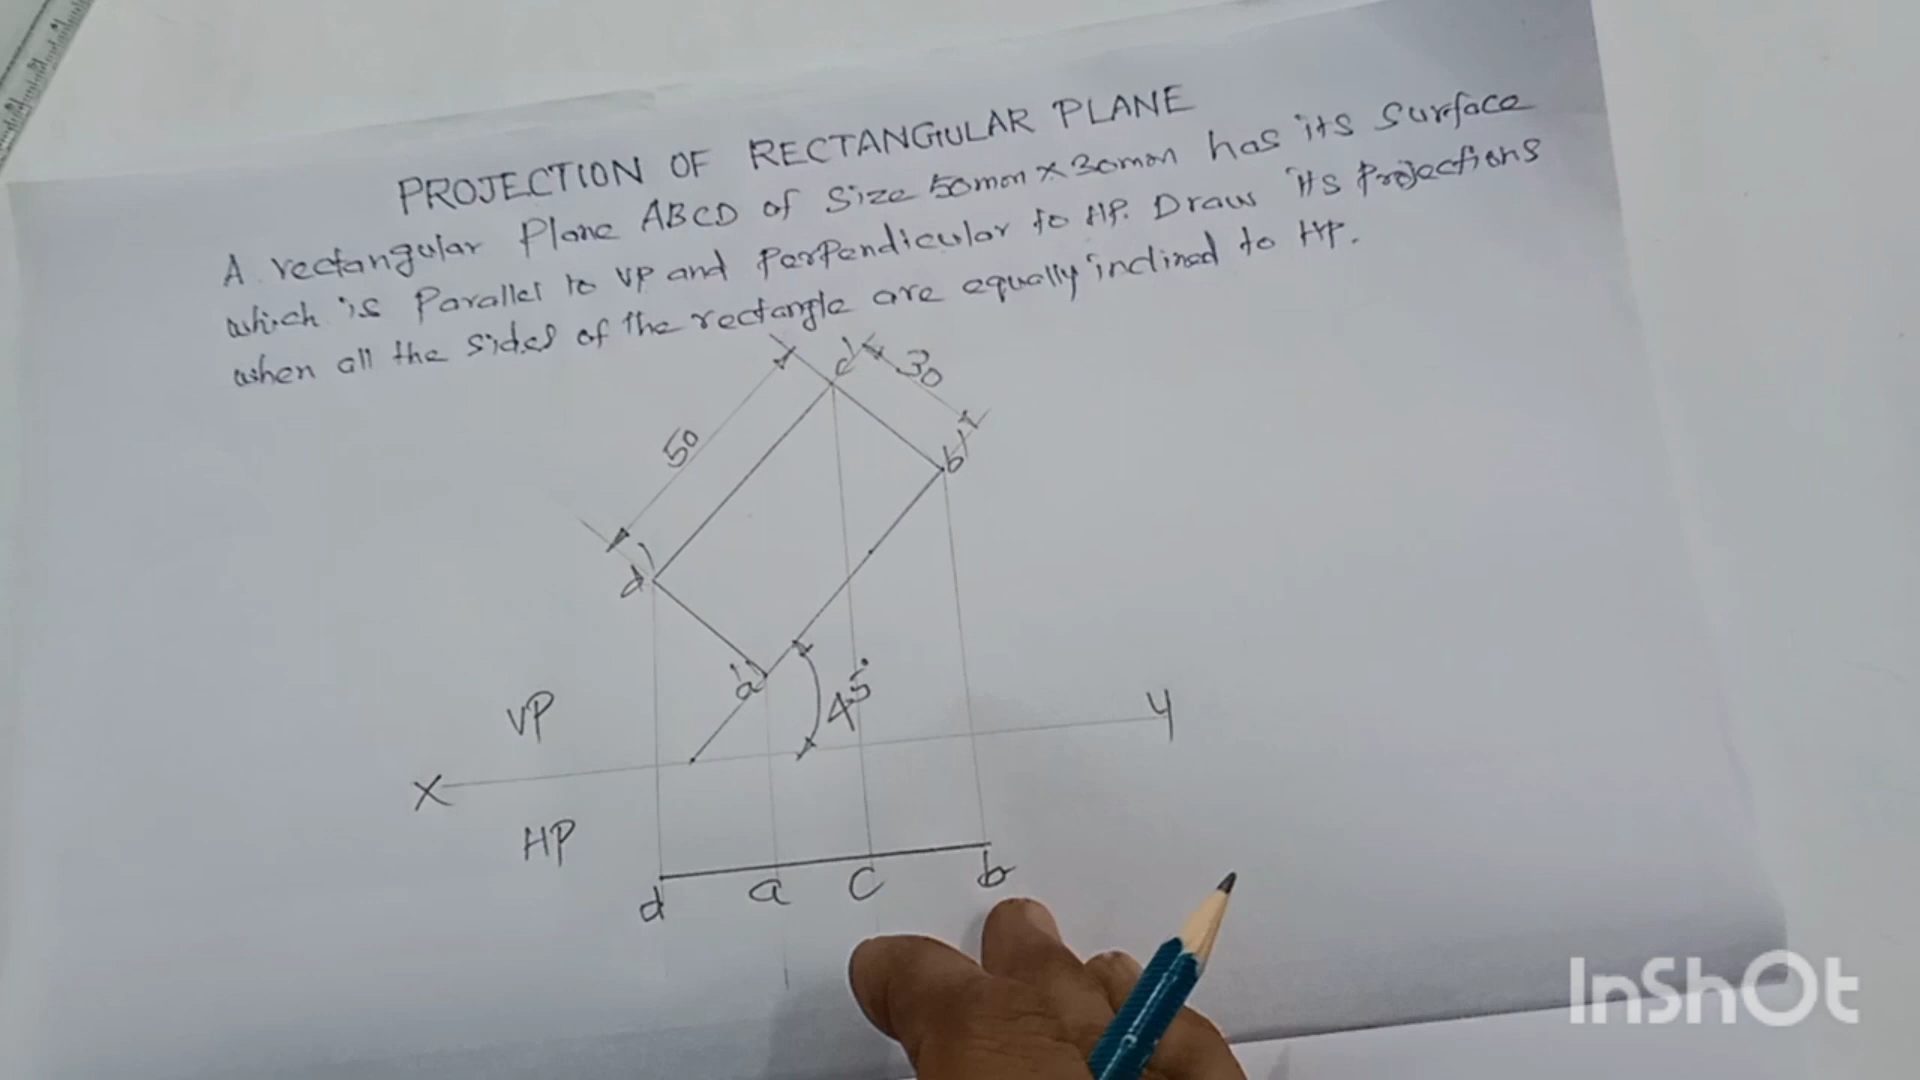 PROJECTION OF RECTANGULAR PLANE
A rectangular Plane ABCD of Size 50mm x 30mm has its surface
which is Parallel to VP and Perpendicular to HP. Draw its Projections
when all the sides of the rectangle are equally inclined to HP.
c'
30
50
b'
d'
a'
45°
VP
X
Y
HP
d a c b
InShOt